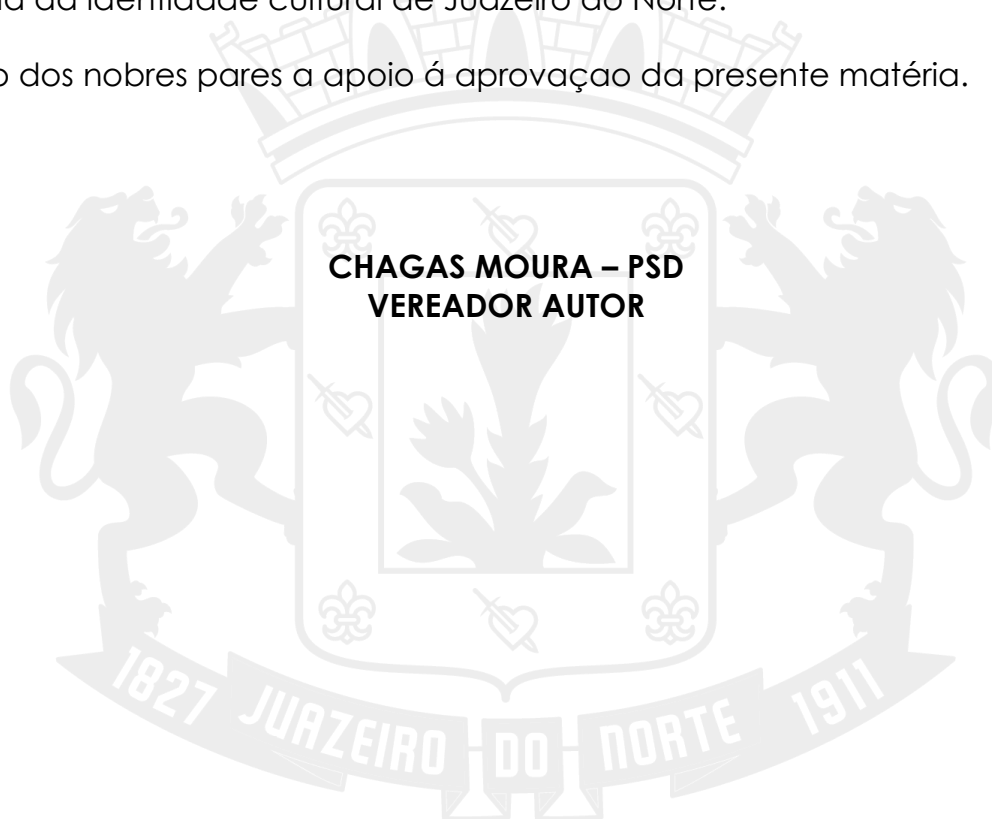 da identidade cultural de Juazeiro do Norte.
dos nobres pares a apoio á aprovaçao da presente matéria.
CHAGAS MOURA – PSD
VEREADOR AUTOR
1827 JUAZEIRO DO NORTE 1911